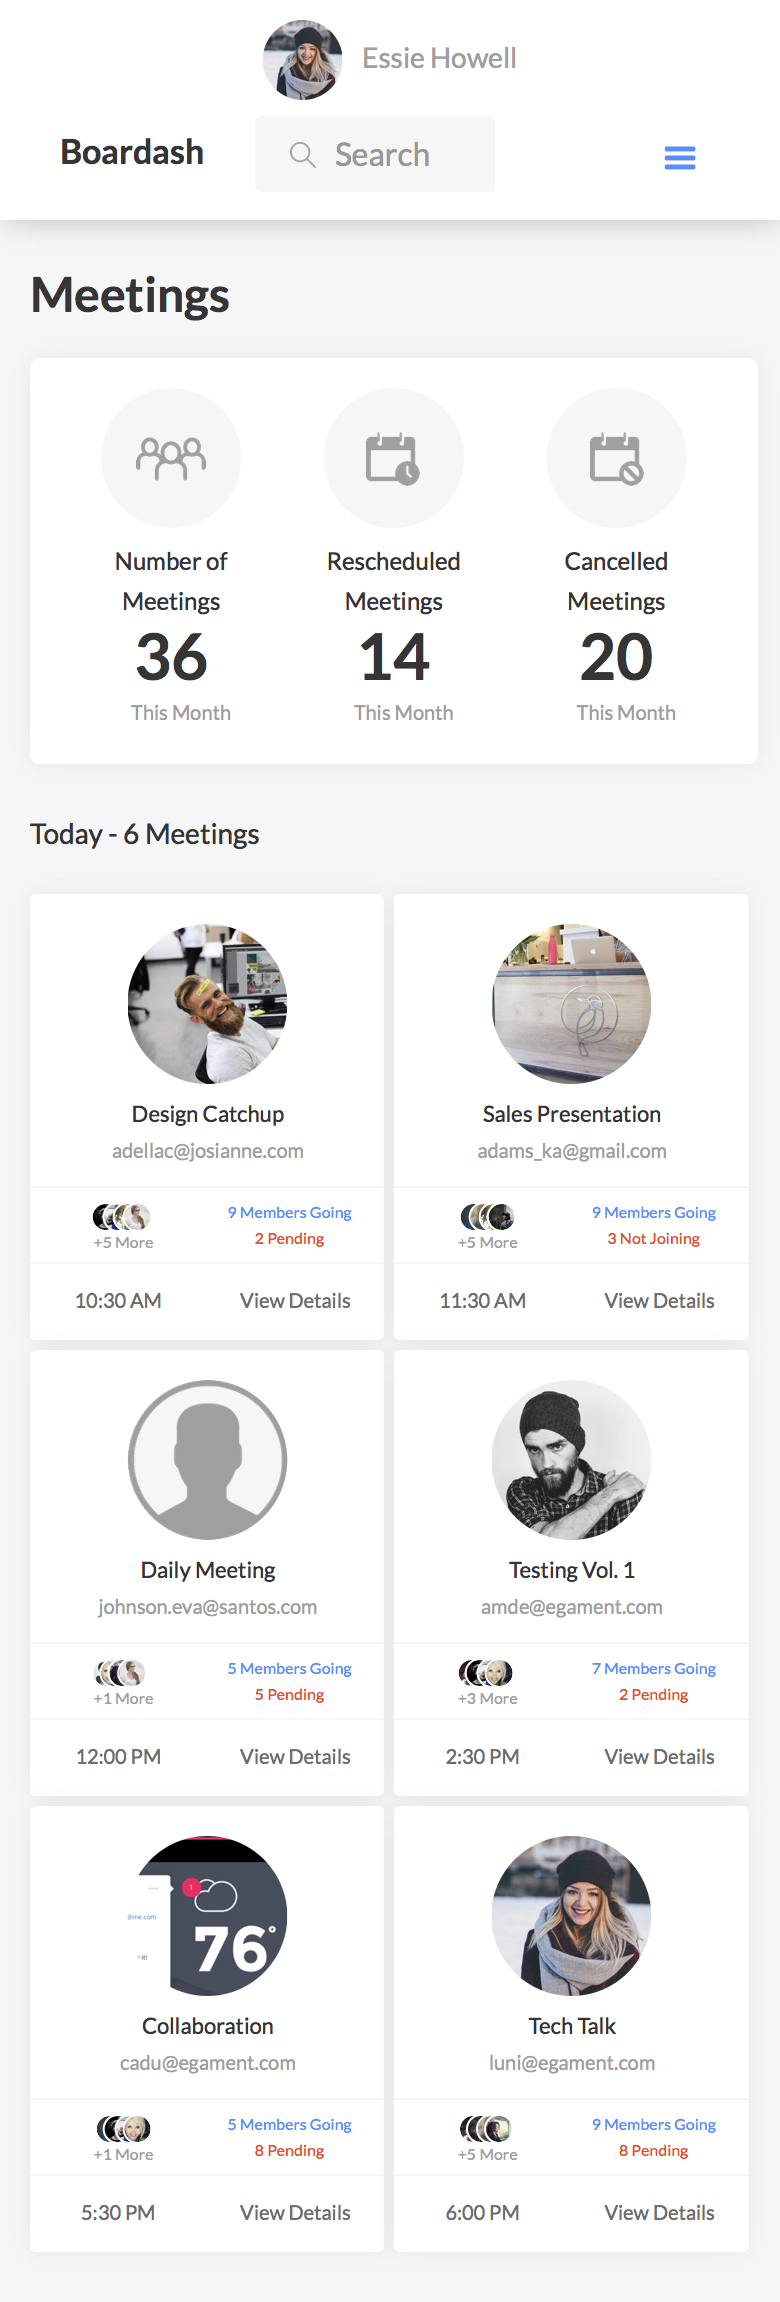 Essie Howell
Boardash
Search
Meetings
Number of
Meetings
36
This Month
Rescheduled
Meetings
14
This Month
Cancelled
Meetings
20
This Month
Today - 6 Meetings
Design Catchup
adellac@josianne.com
+5 More
9 Members Going
2 Pending
10:30 AM
View Details
Sales Presentation
adams_ka@gmail.com
+5 More
9 Members Going
3 Not Joining
11:30 AM
View Details
Daily Meeting
johnson.eva@santos.com
+1 More
5 Members Going
5 Pending
12:00 PM
View Details
Testing Vol. 1
amde@egament.com
+3 More
7 Members Going
2 Pending
2:30 PM
View Details
1
@me.com
76°
Collaboration
cadu@egament.com
+1 More
5 Members Going
8 Pending
5:30 PM
View Details
Tech Talk
luni@egament.com
+5 More
9 Members Going
8 Pending
6:00 PM
View Details